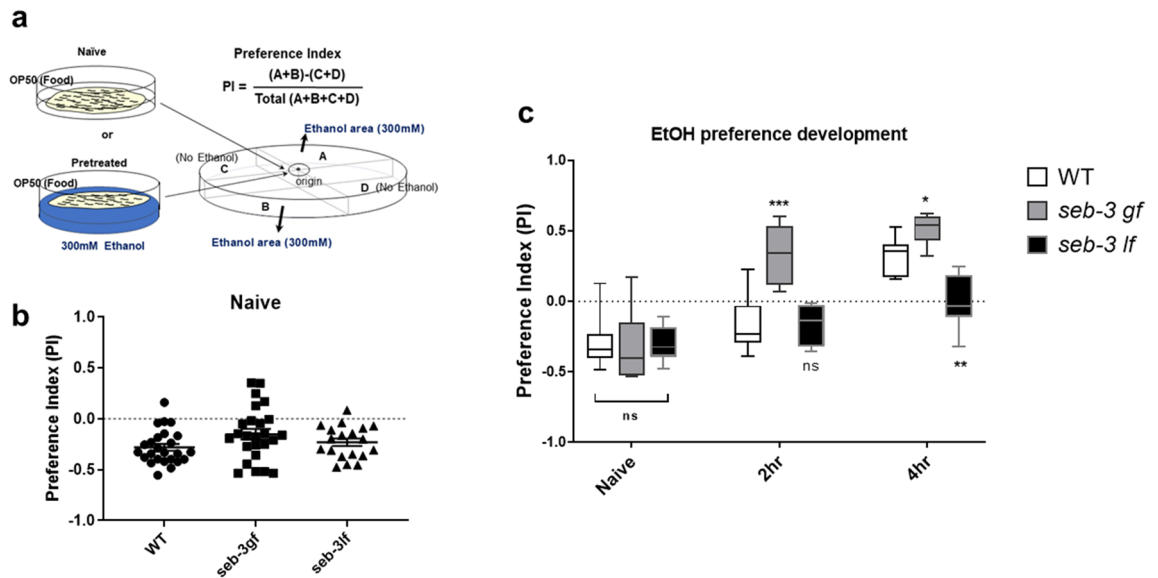 a
Naïve
OP50 (Food)
or
Pretreated
OP50 (Food)
300mM Ethanol
Preference Index
PI = (A+B)-(C+D)
Total (A+B+C+D)
Ethanol area (300mM)
(No Ethanol)
A
C
origin
D (No Ethanol)
B
Ethanol area (300mM)
b
Naive
Preference Index (PI)
1.0
0.5
0.0
-0.5
-1.0
WT
seb-3gf
seb-3lf
c
EtOH preference development
Preference Index (PI)
1.0
0.5
0.0
-0.5
-1.0
***
*
ns
**
ns
Naive
2hr
4hr
WT
seb-3 gf
seb-3 lf